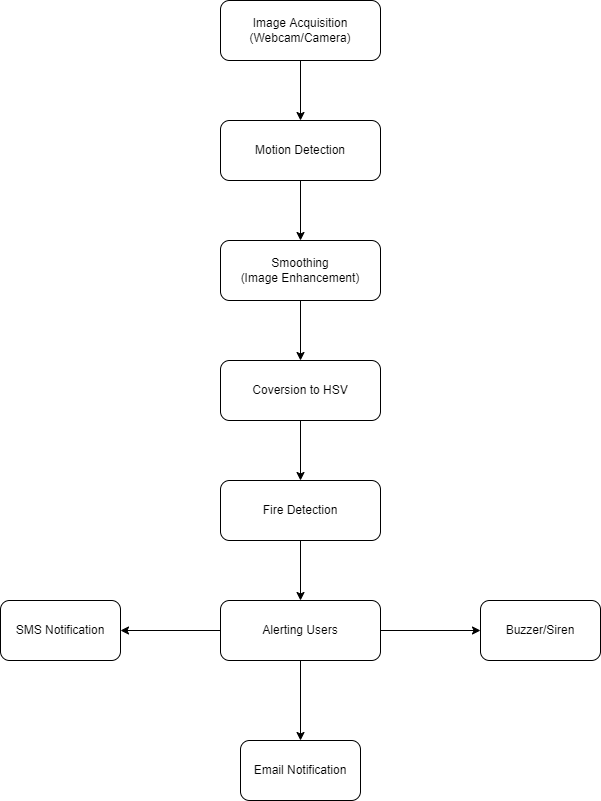 Image Acquisition
(Webcam/Camera)
Motion Detection
Smoothing
(Image Enhancement)
Coversion to HSV
Fire Detection
SMS Notification
Alerting Users
Buzzer/Siren
Email Notification